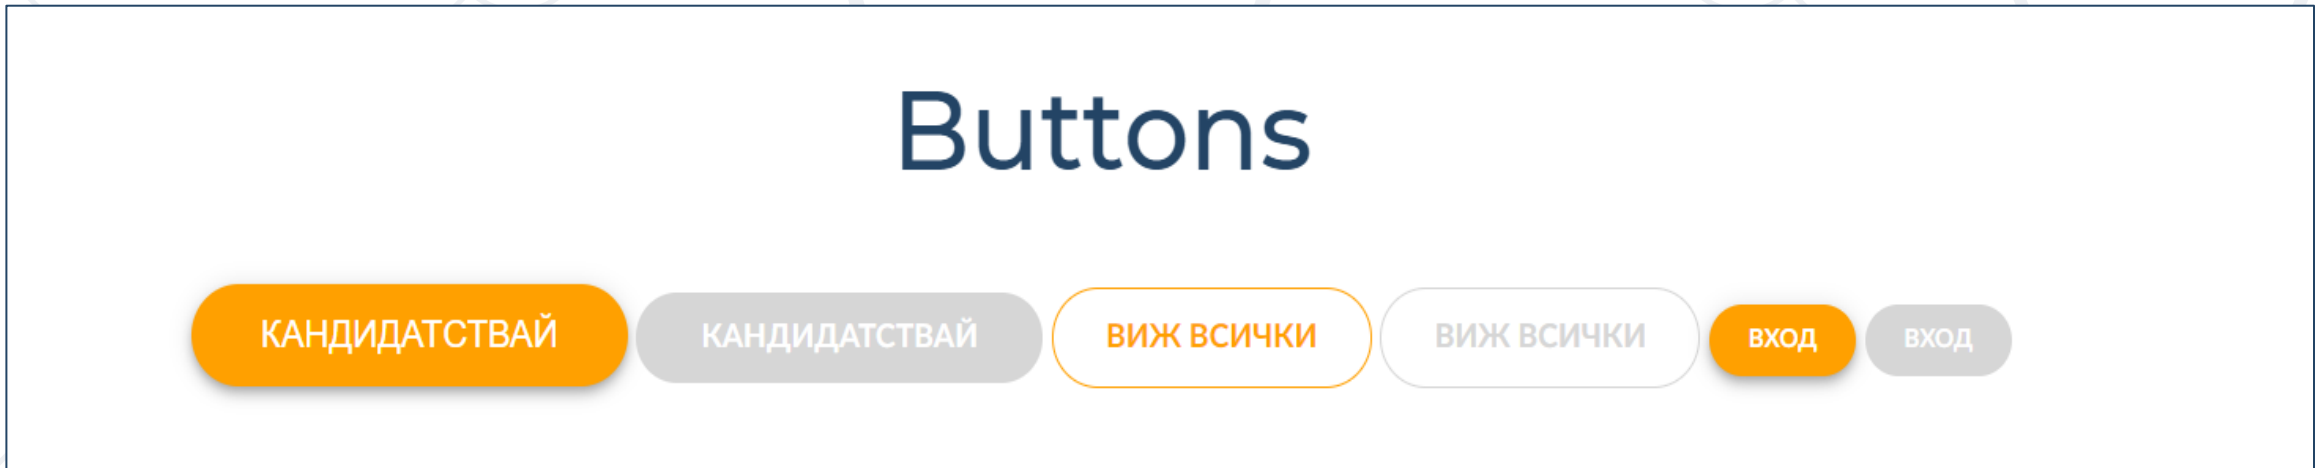 Buttons
КАНДИДАТСТВАЙ КАНДИДАТСТВАЙ ВИЖ ВСИЧКИ ВИЖ ВСИЧКИ ВХОД ВХОД